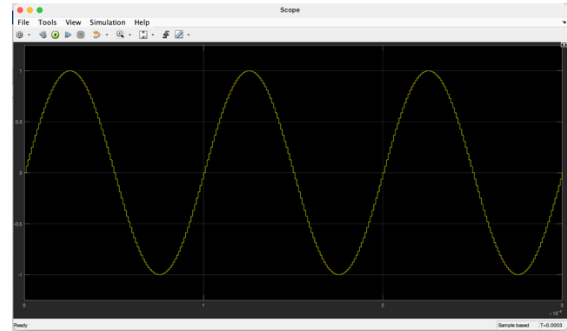 Scope
File Tools View Simulation Help
1
0.5
0
-0.5
-1
0 1 2 3
Ready Sample based T=0.0003